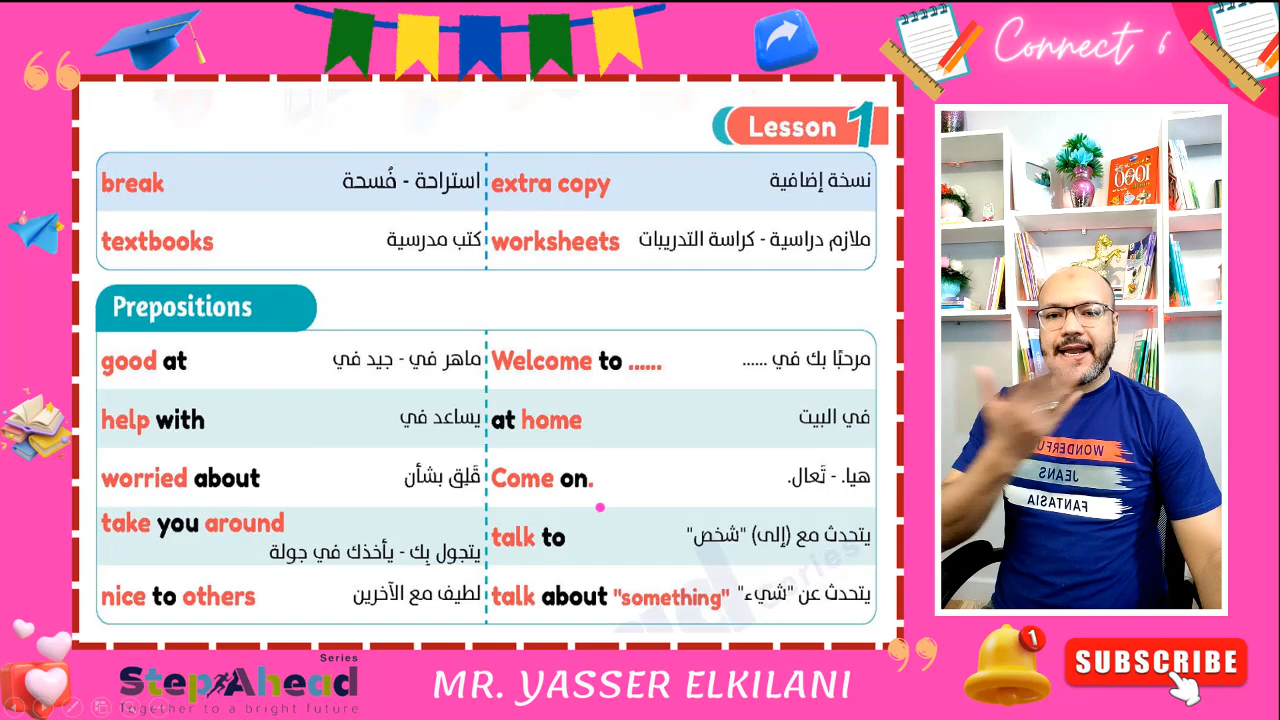 Connect 6
Lesson 1
break استراحة - فُسحة
extra copy نسخة إضافية
textbooks كتب مدرسية
worksheets ملازم دراسية - كراسة التدريبات
Prepositions
good at ماهر في - جيد في
Welcome to ...... مرحبًا بك في ......
help with يساعد في
at home في البيت
worried about قَلِق بشأن
Come on. هيا. - تَعال.
take you around
يتجول بِك - يأخذك في جولة
talk to يتحدث مع (إلى) "شخص"
nice to others لطيف مع الآخرين
talk about "something" يتحدث عن "شيء"
series
WONDERFUL
JEANS
FANTASIA
Series
StepAhead
Together to a bright future
MR. YASSER ELKILANI
1
SUBSCRIBE